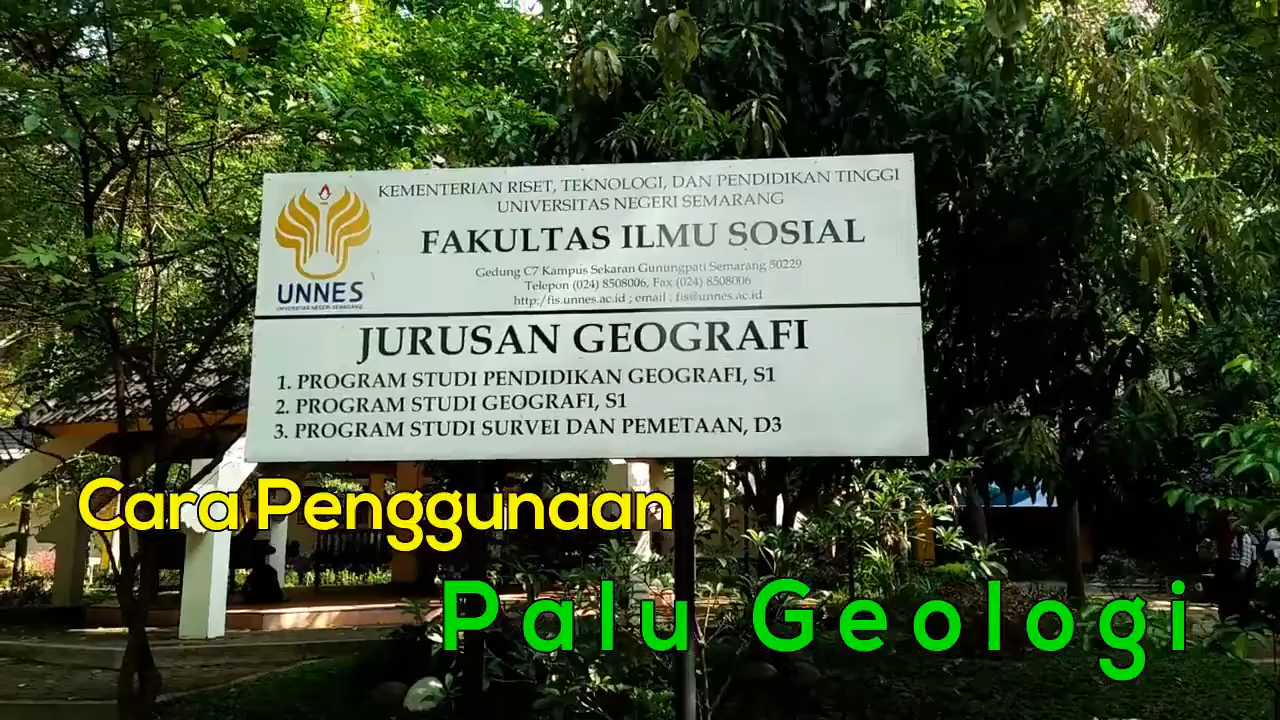 KEMENTERIAN RISET, TEKNOLOGI, DAN PENDIDIKAN TINGGI
UNIVERSITAS NEGERI SEMARANG
FAKULTAS ILMU SOSIAL
Gedung C7 Kampus Sekaran Gunungpati Semarang 50229
Telepon (024) 8508006, Fax (024) 8508006
http:/fis.unnes.ac.id ; email . fis@unnes.ac.id
UNNES
UNIVERSITAS NEGERI SEMARANG
JURUSAN GEOGRAFI
1. PROGRAM STUDI PENDIDIKAN GEOGRAFI, S1
2. PROGRAM STUDI GEOGRAFI, S1
3. PROGRAM STUDI SURVEI DAN PEMETAAN, D3
Cara Penggunaan
Palu Geologi